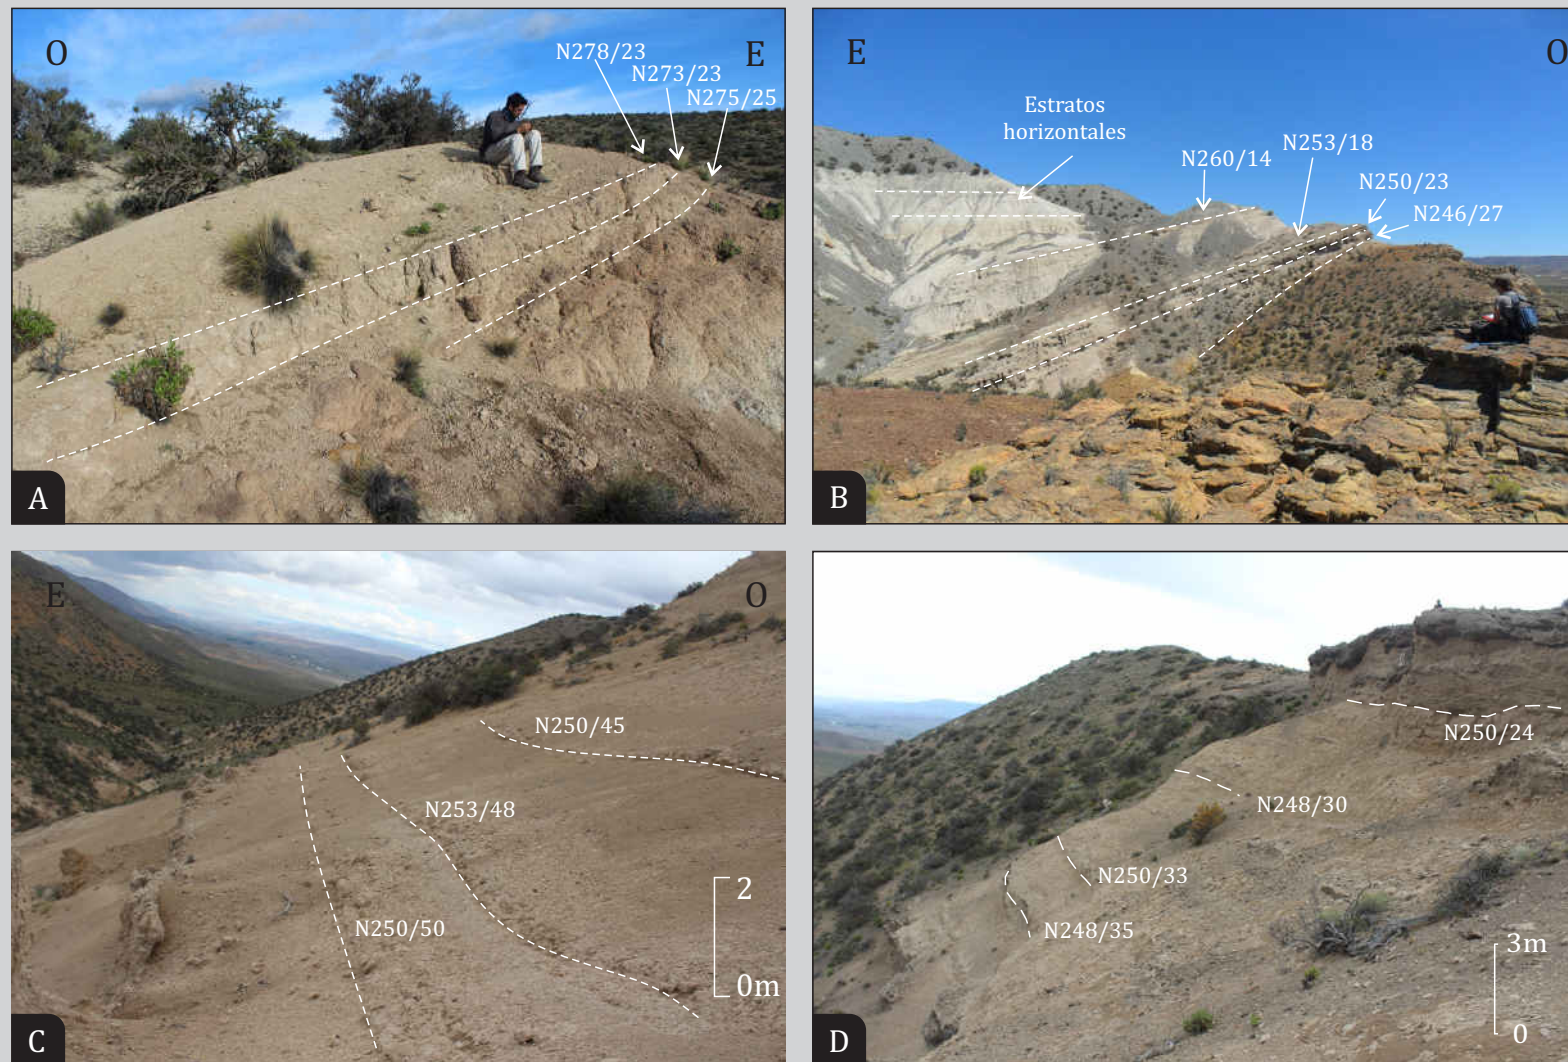 O
E
N278/23
N273/23
N275/25
A
E
O
Estratos
horizontales
N260/14
N253/18
N250/23
N246/27
B
E
O
N250/45
N253/48
N250/50
2
0m
C
N250/24
N248/30
N250/33
N248/35
3m
0
D